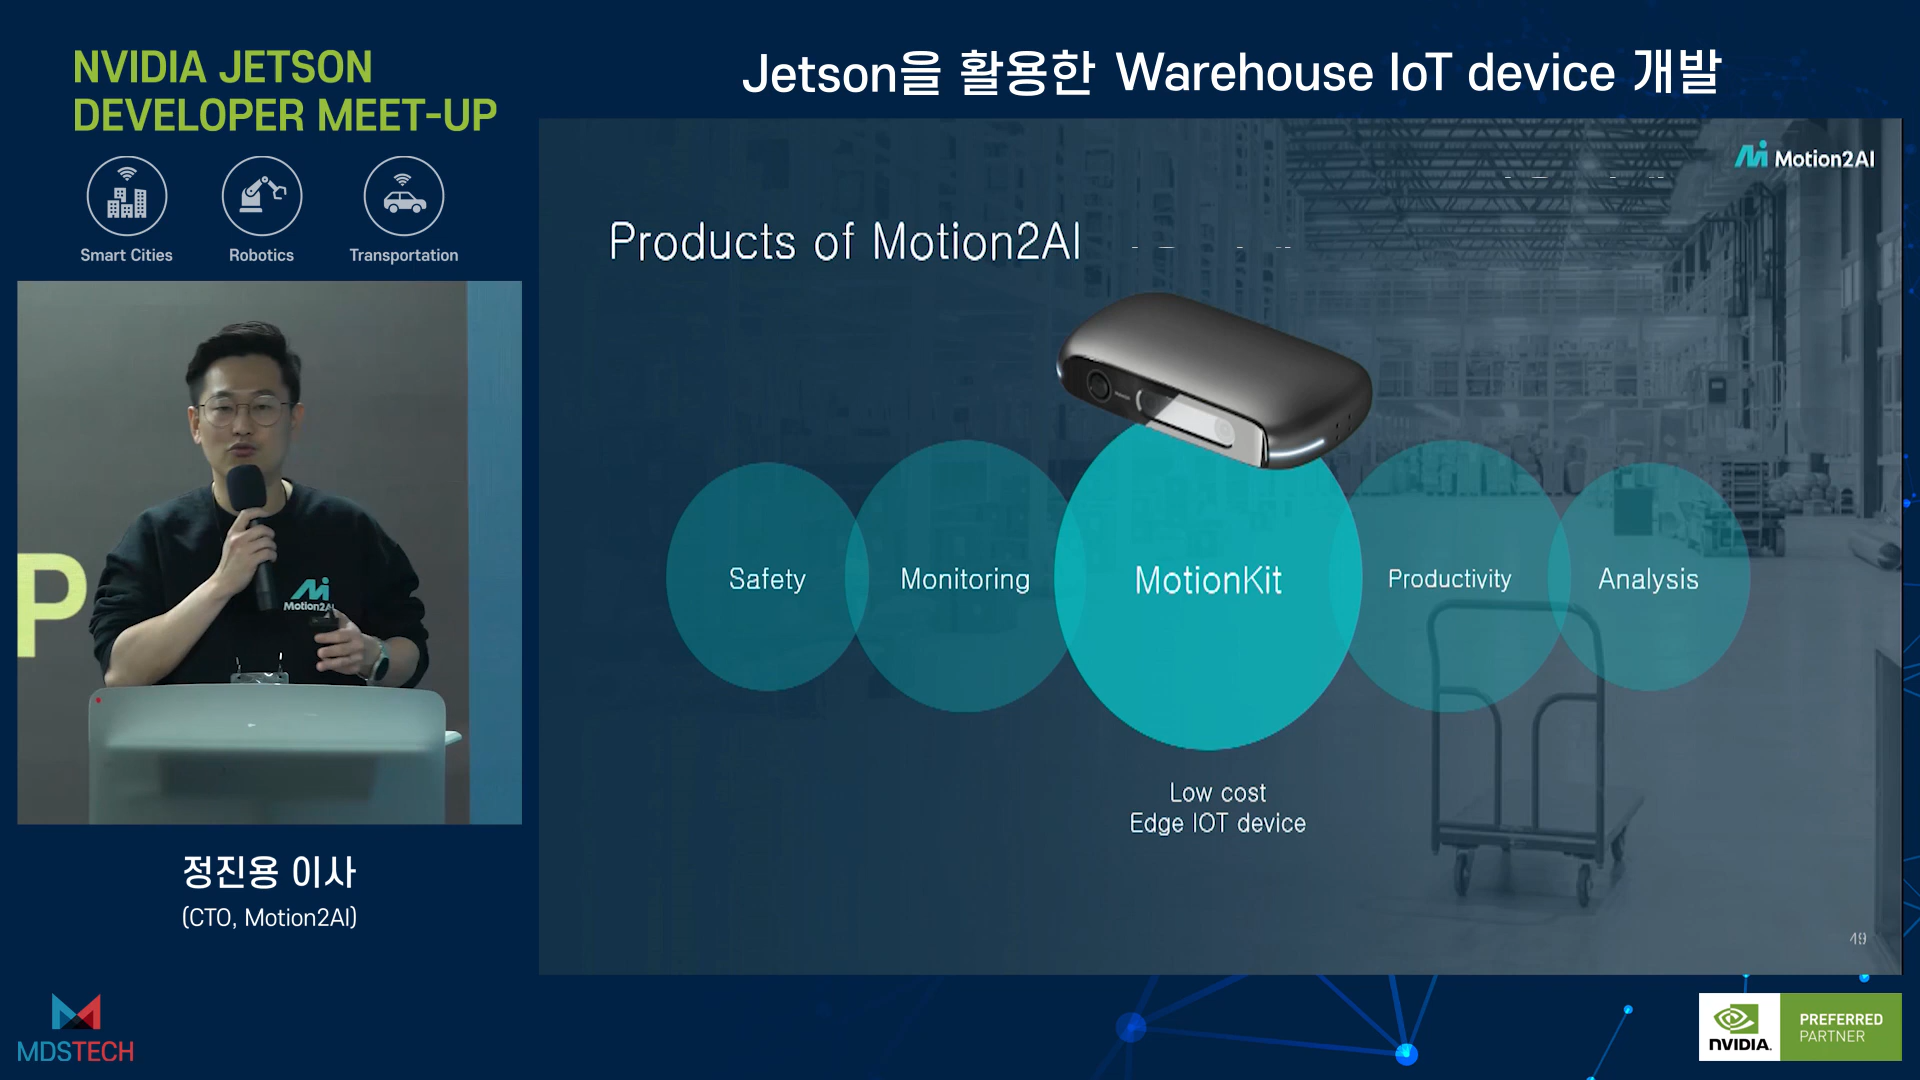 NVIDIA JETSON
DEVELOPER MEET-UP
Smart Cities
Robotics
Transportation
Jetson을 활용한 Warehouse IoT device 개발
Motion2AI
Products of Motion2AI
Safety
Monitoring
MotionKit
Productivity
Analysis
Low cost
Edge IOT device
49
P
Motion2AI
정진용 이사
(CTO, Motion2AI)
MDSTECH
NVIDIA.
PREFERRED
PARTNER